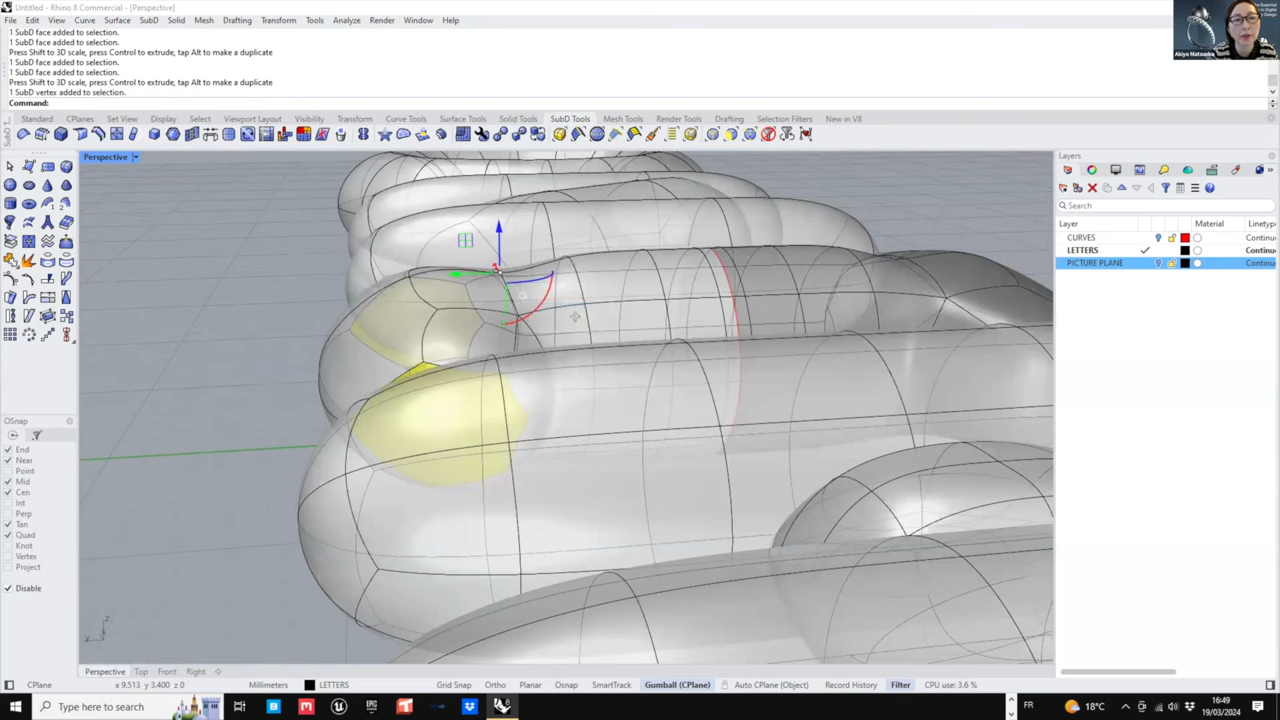 Untitled - Rhino 8 Commercial - [Perspective]
File Edit View Curve Surface SubD Solid Mesh Drafting Transform Tools Analyze Render Window Help
1 SubD face added to selection.
1 SubD face added to selection.
Press Shift to 3D scale, press Control to extrude, tap Alt to make a duplicate
1 SubD face added to selection.
1 SubD face added to selection.
Press Shift to 3D scale, press Control to extrude, tap Alt to make a duplicate
1 SubD vertex added to selection.
Command:
Akiyo Matsuoka
Standard CPlanes Set View Display Select Viewport Layout Visibility Transform Curve Tools Surface Tools Solid Tools SubD Tools Mesh Tools Render Tools Drafting Selection Filters New in V8
Perspective
Layers
Search
Layer Material Linetyp
CURVES Continu
LETTERS Continu
PICTURE PLANE Continu
OSnap
End
Near
Point
Mid
Cen
Int
Perp
Tan
Quad
Knot
Vertex
Project
Disable
z
y
Perspective Top Front Right
CPlane x 9.513 y 3.400 z 0 Millimeters LETTERS Grid Snap Ortho Planar Osnap SmartTrack Gumball (CPlane) Auto CPlane (Object) Record History Filter CPU use: 3.6 %
Type here to search
18°C
FR
16:49
19/03/2024